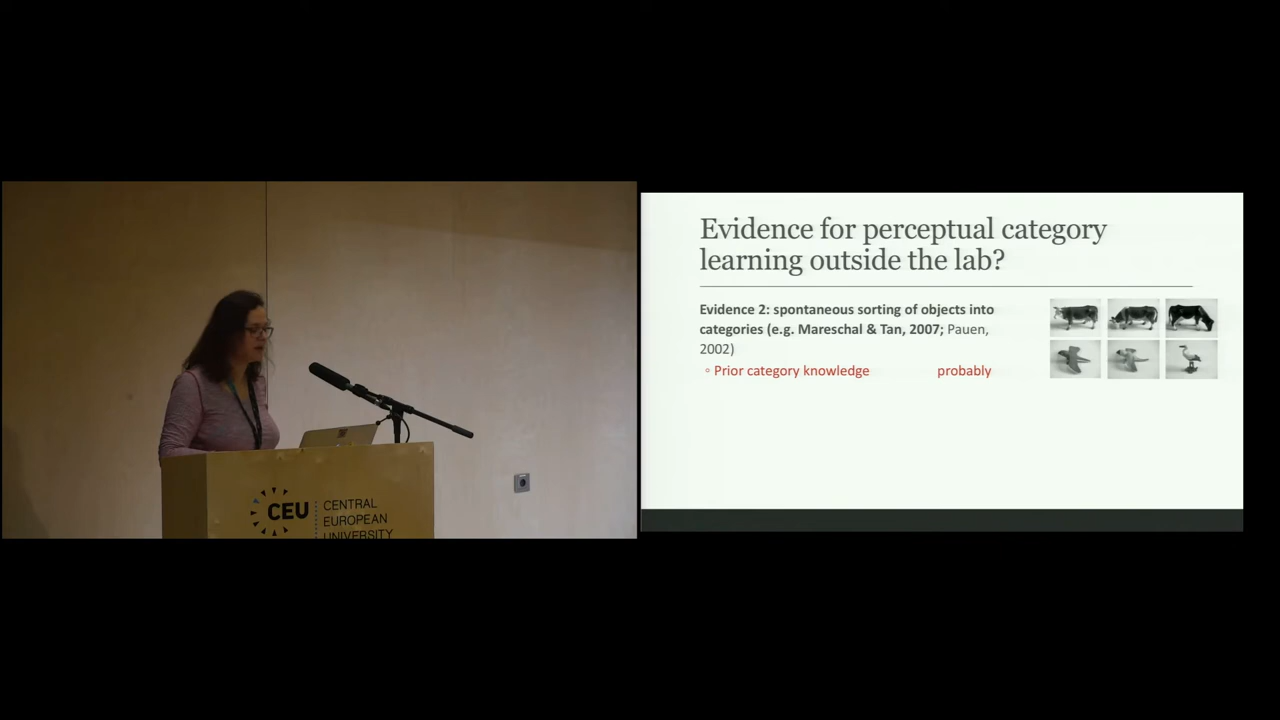 Evidence for perceptual category
learning outside the lab?
Evidence 2: spontaneous sorting of objects into
categories (e.g. Mareschal & Tan, 2007; Pauen,
2002)
◦ Prior category knowledge probably
CEU
CENTRAL
EUROPEAN
UNIVERSITY